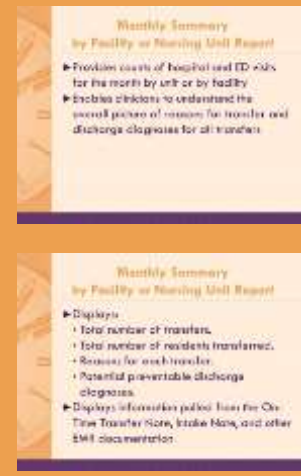 Monthly Summary
by Facility or Nursing Unit Report
►Provides counts of hospital and ED visits
for the month by unit or by facility
►Enables clinicians to understand the
overall picture of reasons for transfer and
discharge diagnoses for all transfers
Monthly Summary
by Facility or Nursing Unit Report
►Displays:
• Total number of transfers.
• Total number of residents transferred.
• Reasons for each transfer.
• Potential preventable discharge
diagnoses.
►Displays information pulled from the On-
Time Transfer Note, Intake Note, and other
EMR documentation